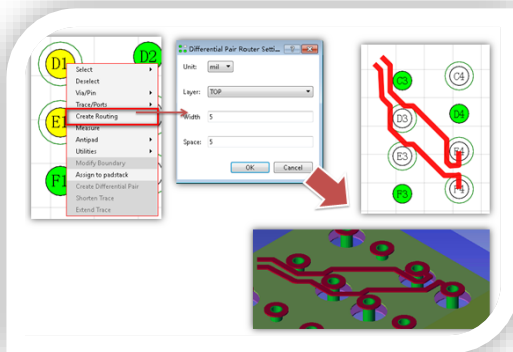 D1
D2
E1
F1
Select
Deselect
Via/Pin
Trace/Ports
Create Routing
Measure
Antipad
Utilities
Modify Boundary
Assign to padstack
Create Differential Pair
Shorten Trace
Extend Trace
Differential Pair Router Setti...
Unit: mil
Layer: TOP
Width 5
Space: 5
OK Cancel
C3 C4
D3 D4
E3 E4
F3 F4